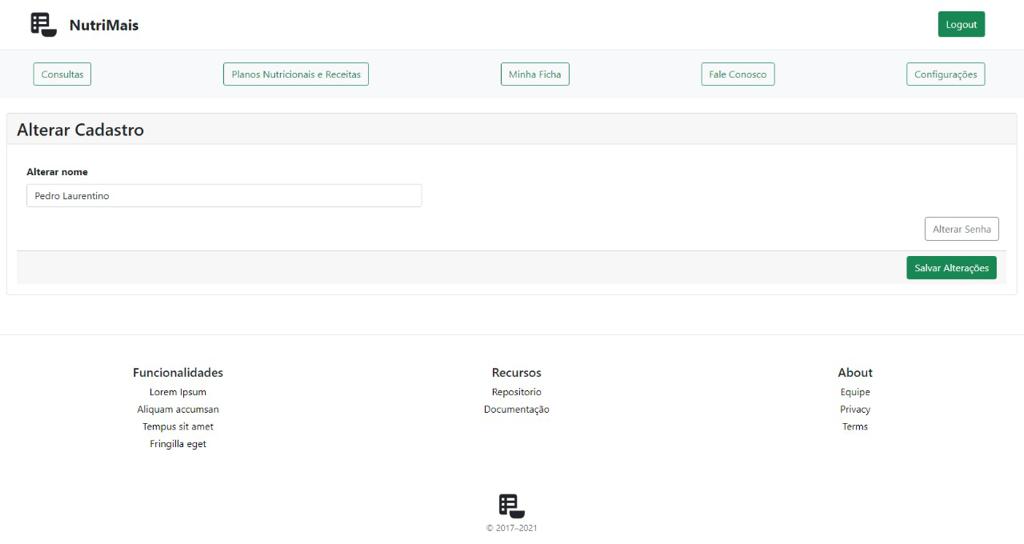 NutriMais
Logout
Consultas
Planos Nutricionais e Receitas
Minha Ficha
Fale Conosco
Configurações
Alterar Cadastro
Alterar nome
Pedro Laurentino
Alterar Senha
Salvar Alterações
Funcionalidades
Lorem Ipsum
Aliquam accumsan
Tempus sit amet
Fringilla eget
Recursos
Repositorio
Documentação
About
Equipe
Privacy
Terms
© 2017–2021